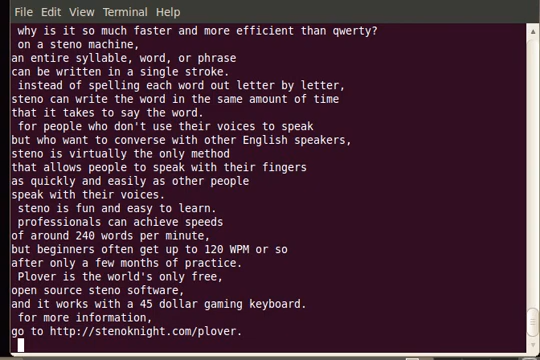 File Edit View Terminal Help
why is it so much faster and more efficient than qwerty?
on a steno machine,
an entire syllable, word, or phrase
can be written in a single stroke.
instead of spelling each word out letter by letter,
steno can write the word in the same amount of time
that it takes to say the word.
for people who don't use their voices to speak
but who want to converse with other English speakers,
steno is virtually the only method
that allows people to speak with their fingers
as quickly and easily as other people
speak with their voices.
steno is fun and easy to learn.
professionals can achieve speeds
of around 240 words per minute,
but beginners often get up to 120 WPM or so
after only a few months of practice.
Plover is the world's only free,
open source steno software,
and it works with a 45 dollar gaming keyboard.
for more information,
go to http://stenoknight.com/plover.